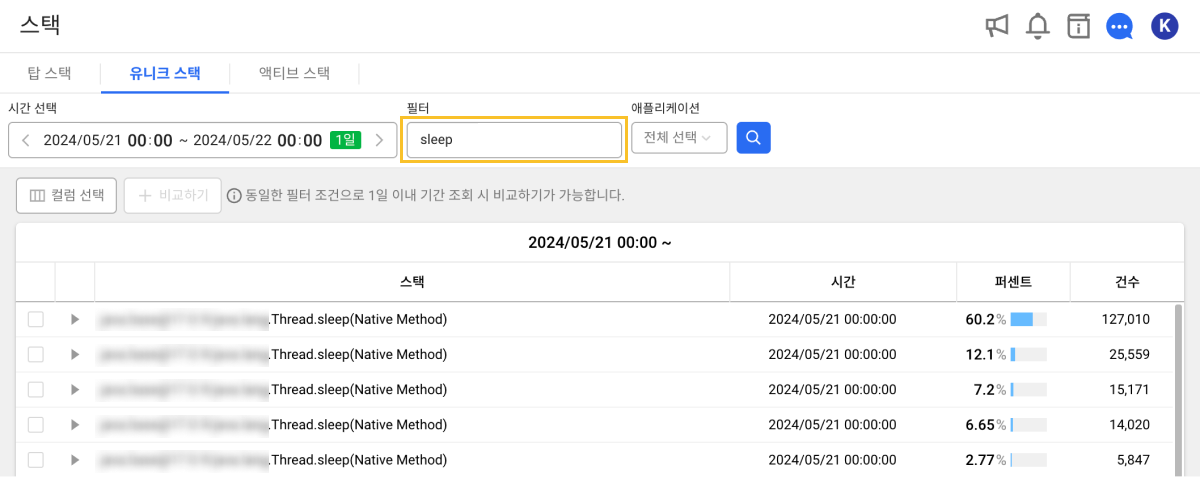 스택
K
탑 스택 유니크 스택 액티브 스택
시간 선택 필터 애플리케이션
2024/05/21 00:00 ~ 2024/05/22 00:00 1일 sleep 전체 선택
컬럼 선택 비교하기 동일한 필터 조건으로 1일 이내 기간 조회 시 비교하기가 가능합니다.
2024/05/21 00:00 ~
스택 시간 퍼센트 건수
.Thread.sleep(Native Method) 2024/05/21 00:00:00 60.2% 127,010
.Thread.sleep(Native Method) 2024/05/21 00:00:00 12.1% 25,559
.Thread.sleep(Native Method) 2024/05/21 00:00:00 7.2% 15,171
.Thread.sleep(Native Method) 2024/05/21 00:00:00 6.65% 14,020
.Thread.sleep(Native Method) 2024/05/21 00:00:00 2.77% 5,847